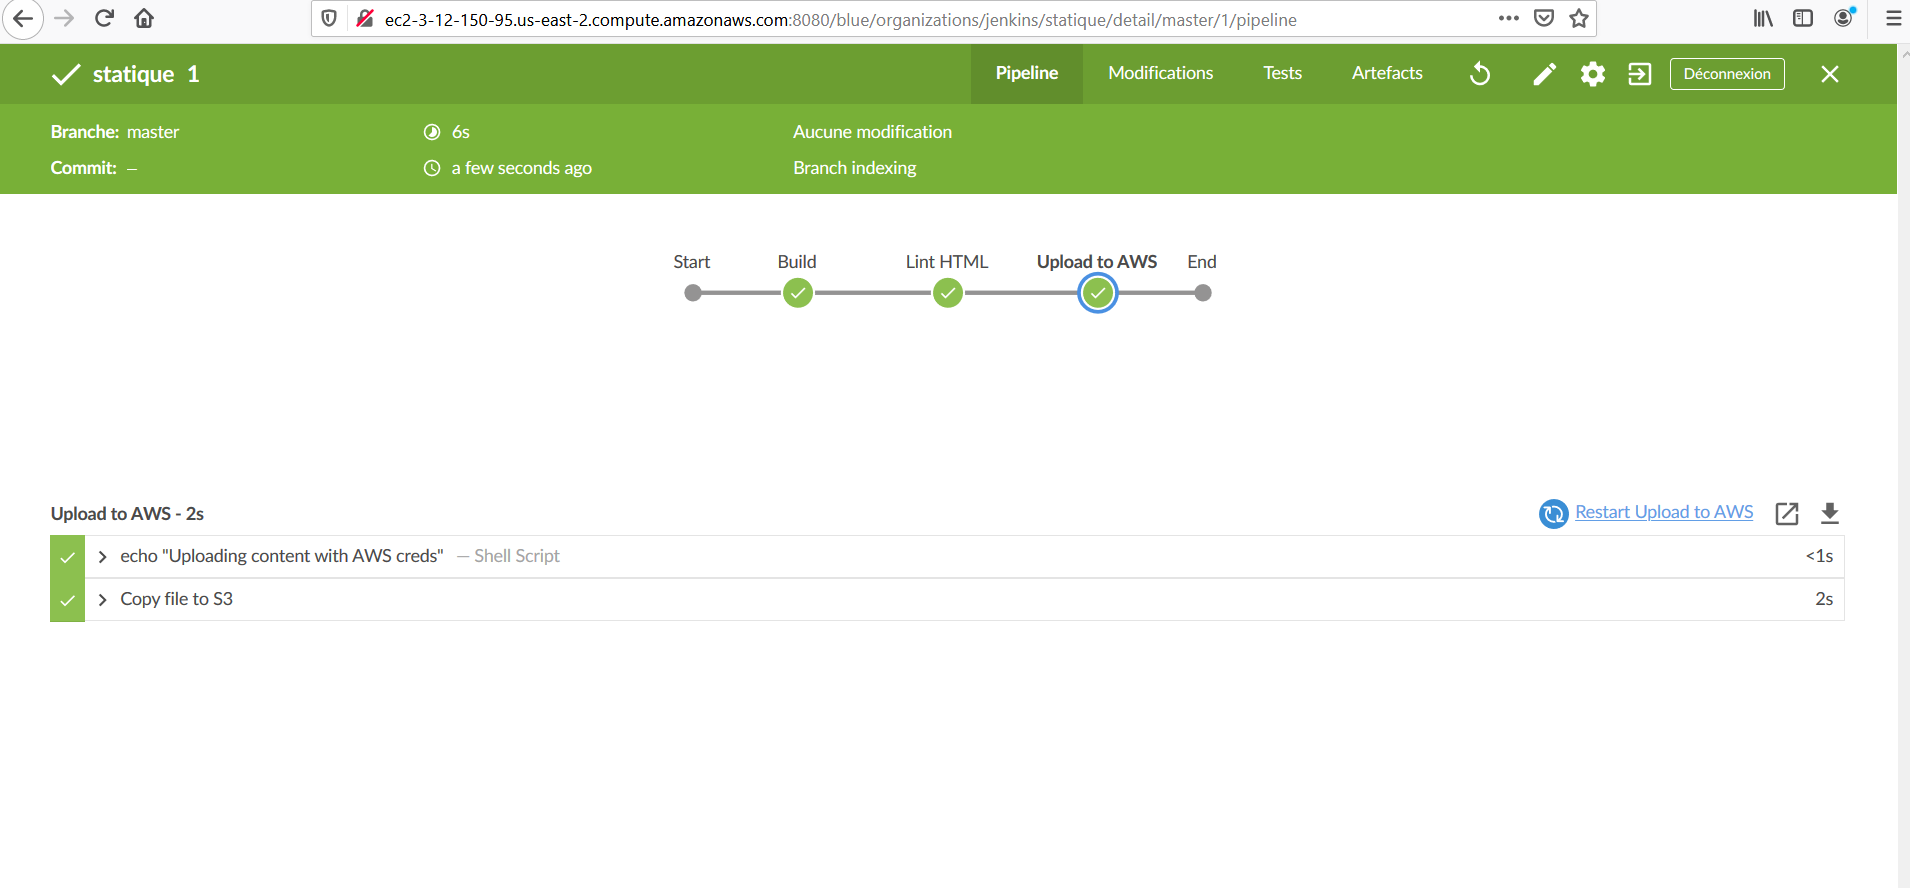 ec2-3-12-150-95.us-east-2.compute.amazonaws.com:8080/blue/organizations/jenkins/statique/detail/master/1/pipeline
statique 1 Pipeline Modifications Tests Artefacts Déconnexion
Branche: master 6s Aucune modification
Commit: — a few seconds ago Branch indexing
Start Build Lint HTML Upload to AWS End
Upload to AWS - 2s Restart Upload to AWS
echo "Uploading content with AWS creds" — Shell Script <1s
Copy file to S3 2s